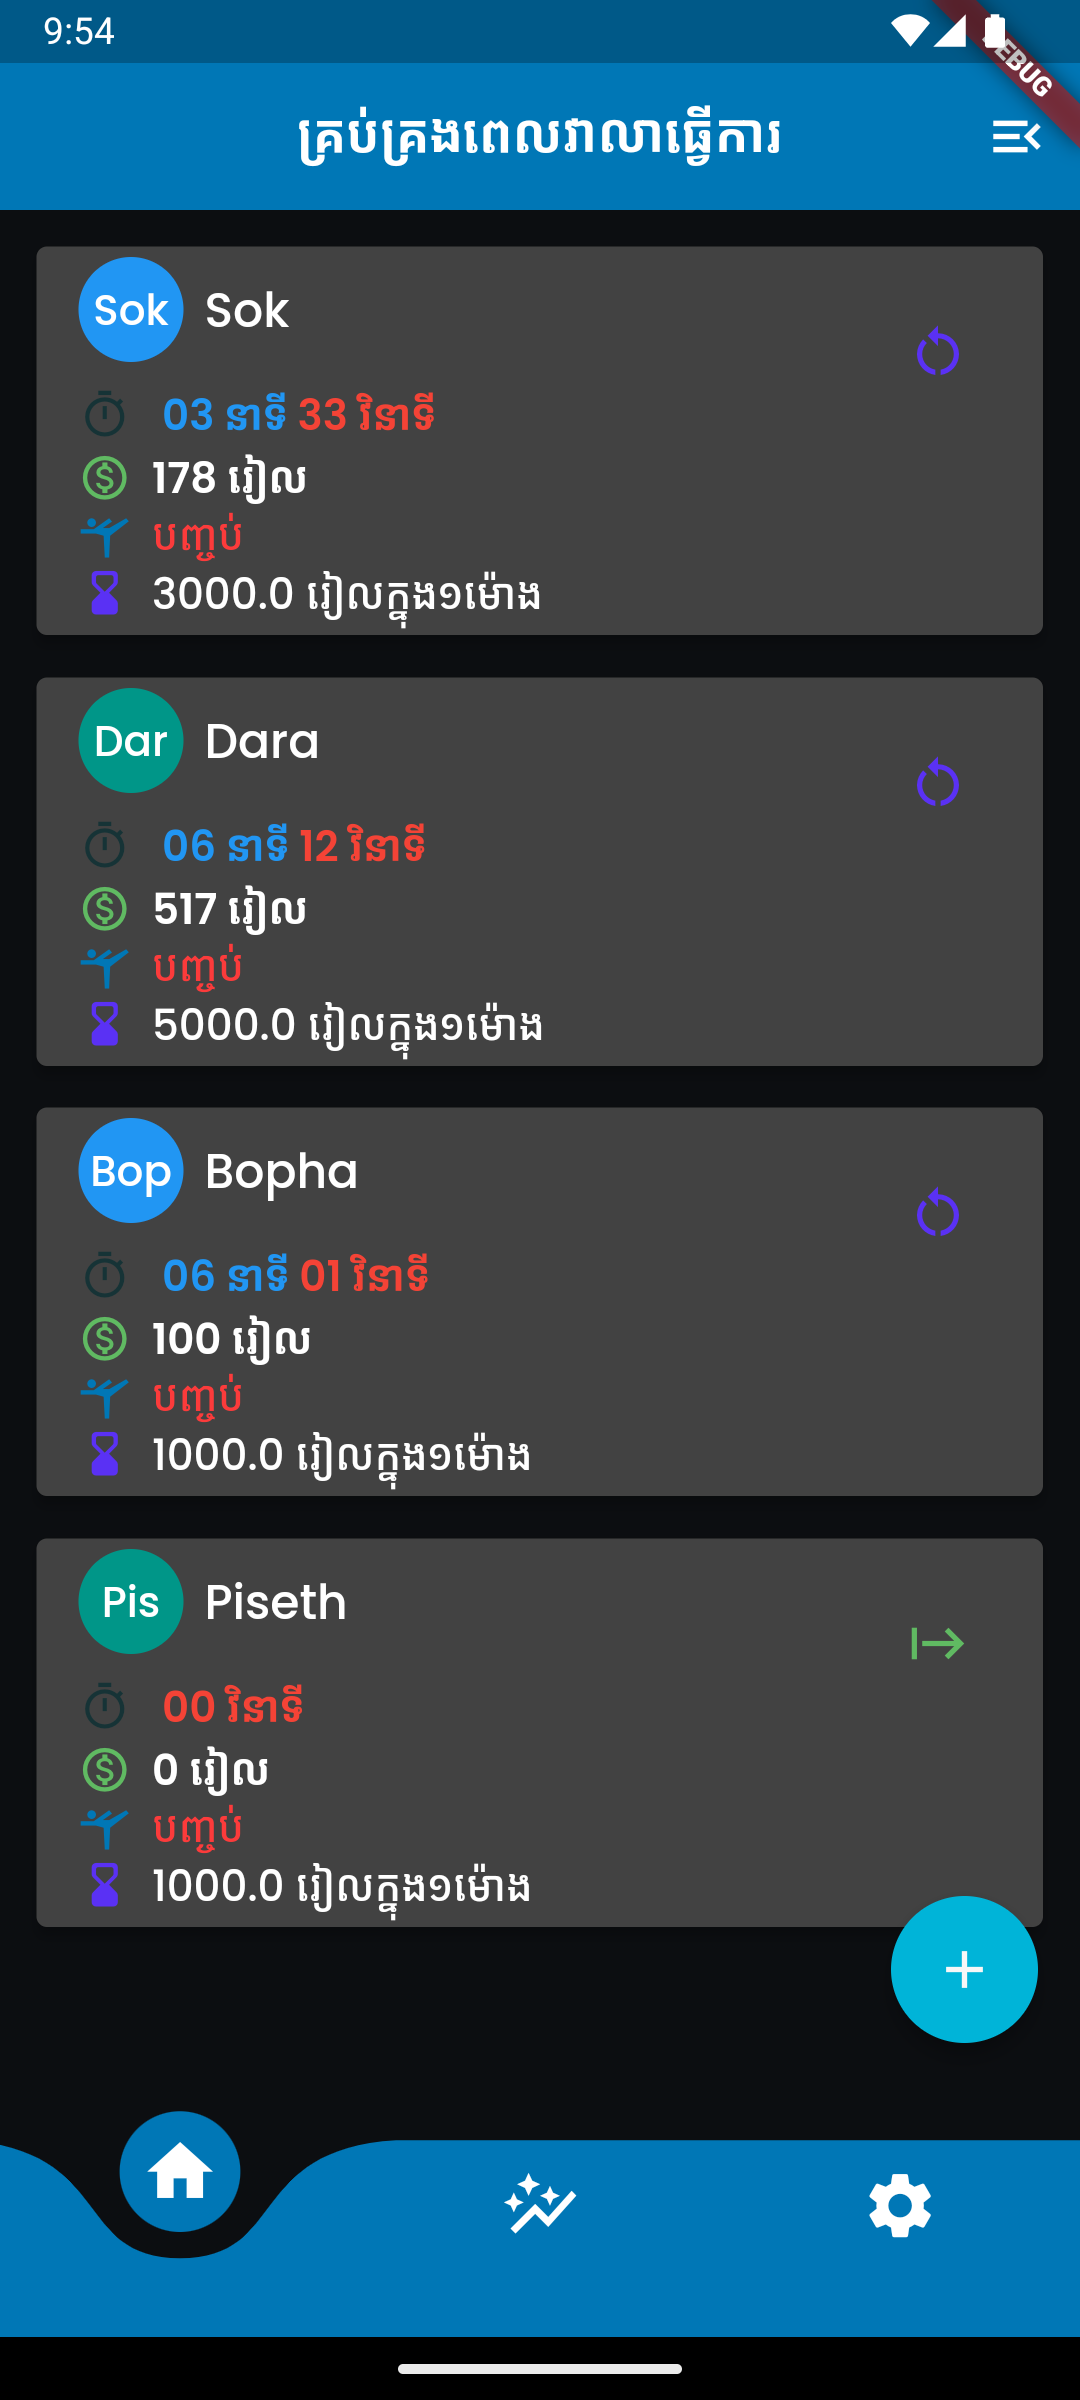 9:54
DEBUG
គ្រប់គ្រងពេលវាលាធ្វើការ
Sok Sok
03 នាទី 33 វិនាទី
178 រៀល
បញ្ចប់
3000.0 រៀលក្នុង១ម៉ោង
Dar Dara
06 នាទី 12 វិនាទី
517 រៀល
បញ្ចប់
5000.0 រៀលក្នុង១ម៉ោង
Bop Bopha
06 នាទី 01 វិនាទី
100 រៀល
បញ្ចប់
1000.0 រៀលក្នុង១ម៉ោង
Pis Piseth
00 វិនាទី
0 រៀល
បញ្ចប់
1000.0 រៀលក្នុង១ម៉ោង